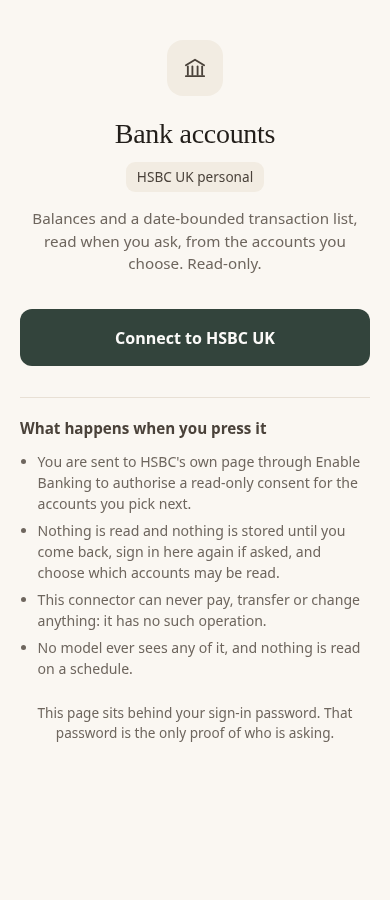 Bank accounts
HSBC UK personal
Balances and a date-bounded transaction list,
read when you ask, from the accounts you
choose. Read-only.
Connect to HSBC UK
What happens when you press it
• You are sent to HSBC's own page through Enable
Banking to authorise a read-only consent for the
accounts you pick next.
• Nothing is read and nothing is stored until you
come back, sign in here again if asked, and
choose which accounts may be read.
• This connector can never pay, transfer or change
anything: it has no such operation.
• No model ever sees any of it, and nothing is read
on a schedule.
This page sits behind your sign-in password. That
password is the only proof of who is asking.